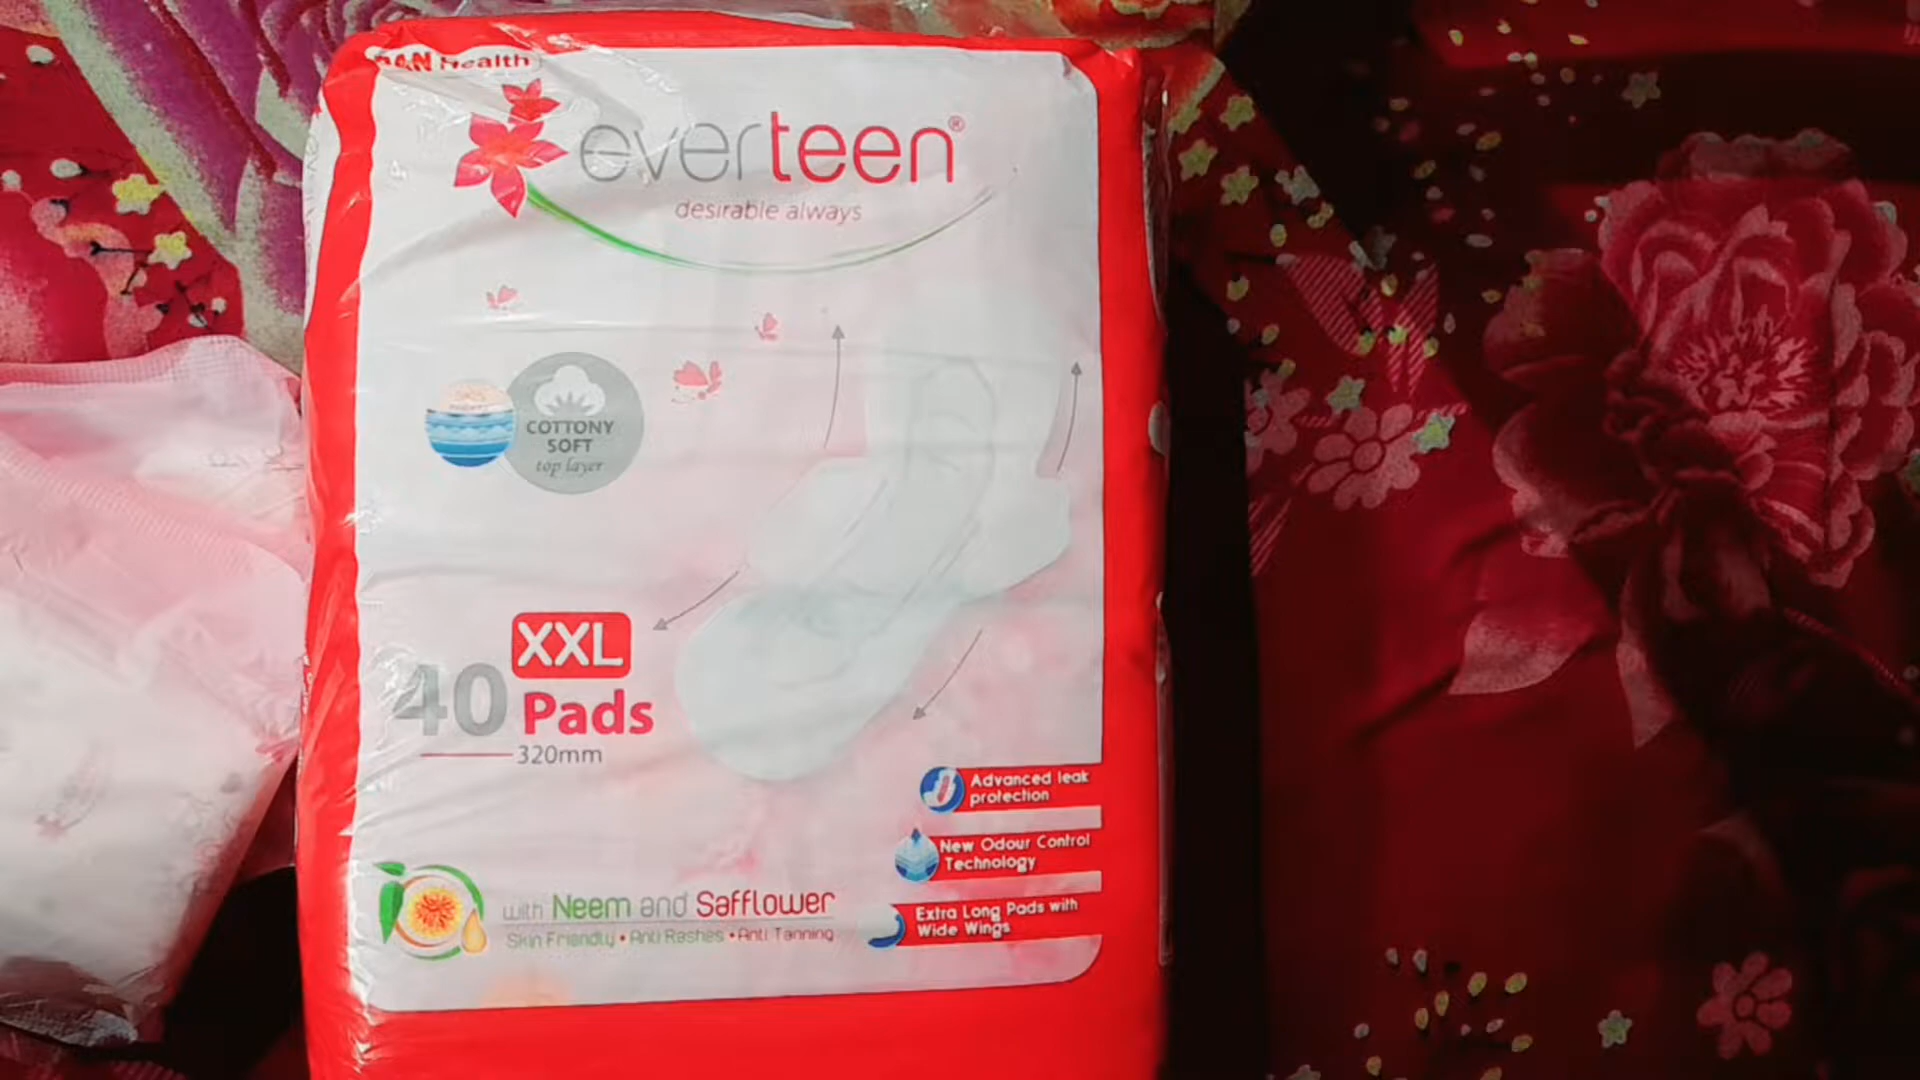 PAN Health
everteen®
desirable always
COTTONY
SOFT
top layer
XXL
40 Pads
320mm
Advanced leak
protection
New Odour Control
Technology
Extra Long Pads with
Wide Wings
with Neem and Safflower
Skin Friendly • Anti Rashes • Anti Tanning